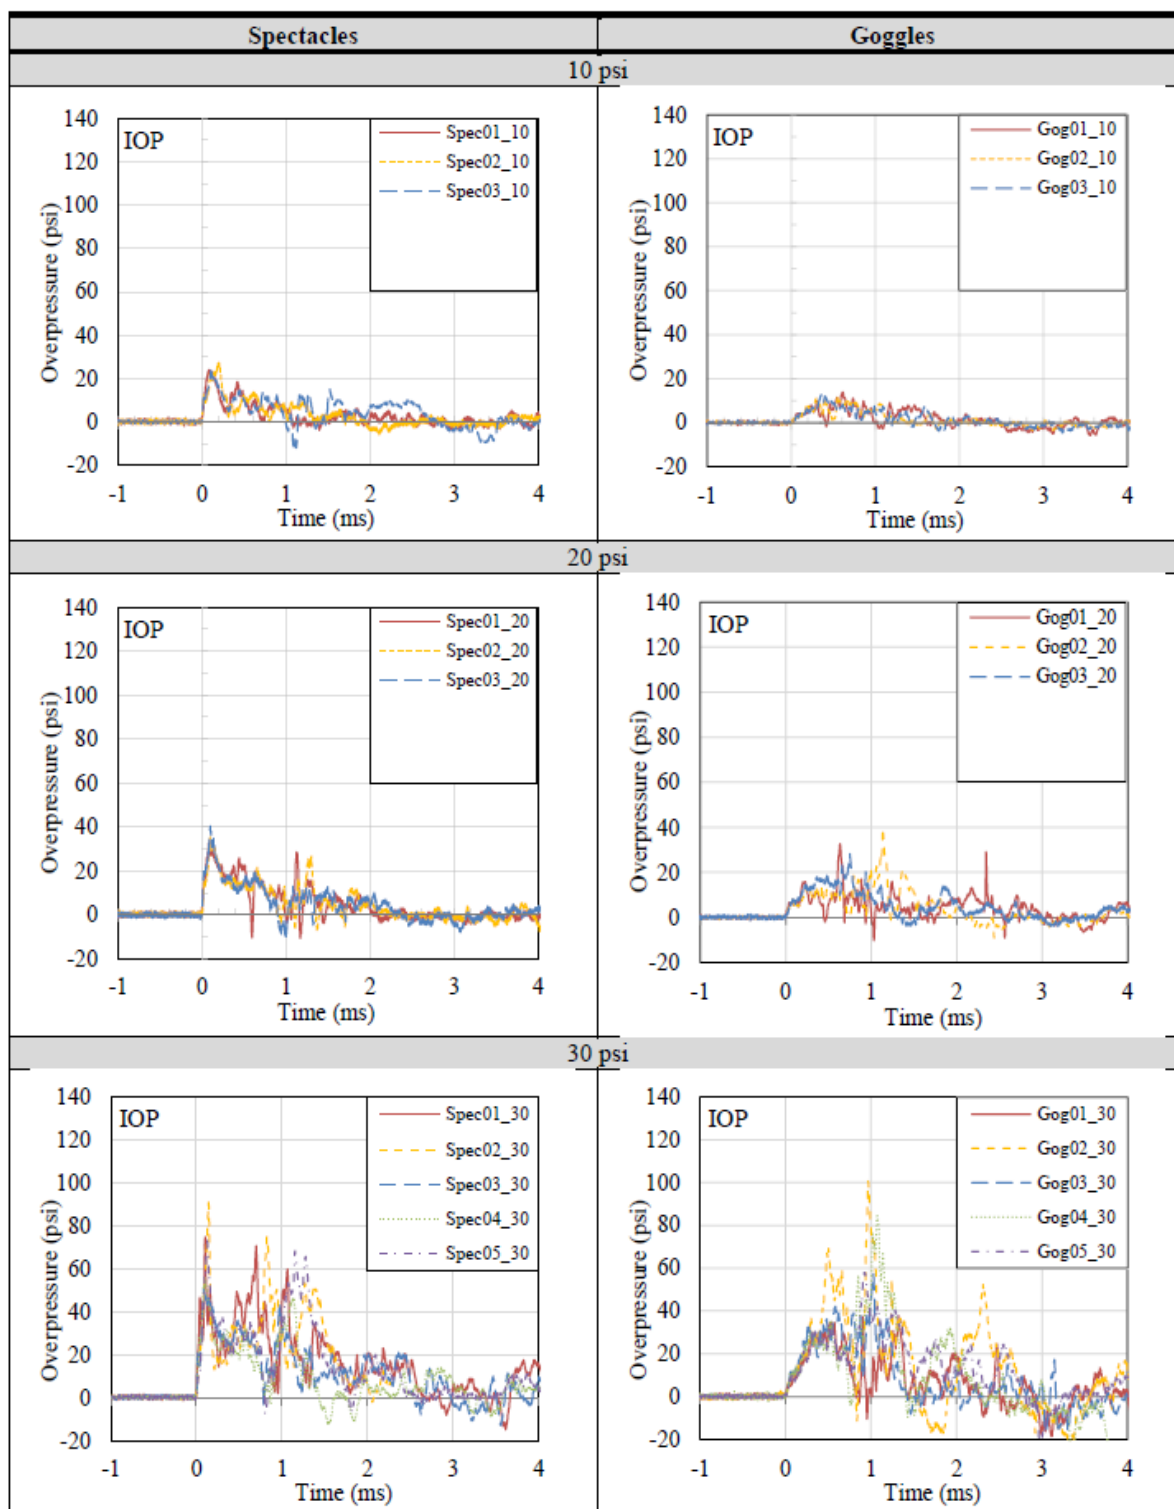 Spectacles Goggles
10 psi
IOP
Spec01_10
Spec02_10
Spec03_10
140
120
100
80
60
40
20
0
-20
Overpressure (psi)
-1 0 1 2 3 4
Time (ms)
IOP
Gog01_10
Gog02_10
Gog03_10
140
120
100
80
60
40
20
0
-20
Overpressure (psi)
-1 0 1 2 3 4
Time (ms)
20 psi
IOP
Spec01_20
Spec02_20
Spec03_20
140
120
100
80
60
40
20
0
-20
Overpressure (psi)
-1 0 1 2 3 4
Time (ms)
IOP
Gog01_20
Gog02_20
Gog03_20
140
120
100
80
60
40
20
0
-20
Overpressure (psi)
-1 0 1 2 3 4
Time (ms)
30 psi
IOP
Spec01_30
Spec02_30
Spec03_30
Spec04_30
Spec05_30
140
120
100
80
60
40
20
0
-20
Overpressure (psi)
-1 0 1 2 3 4
Time (ms)
IOP
Gog01_30
Gog02_30
Gog03_30
Gog04_30
Gog05_30
140
120
100
80
60
40
20
0
-20
Overpressure (psi)
-1 0 1 2 3 4
Time (ms)